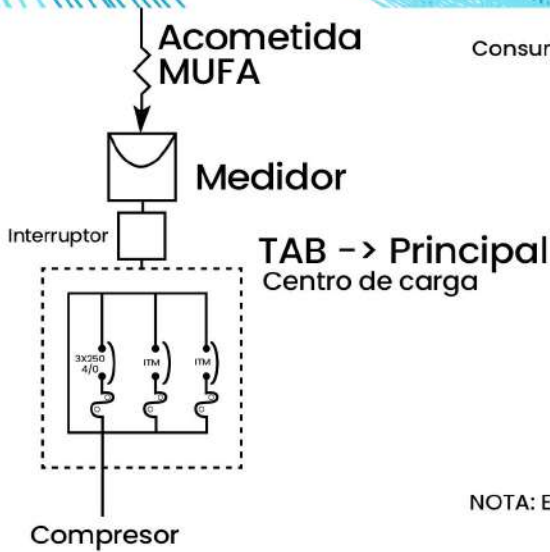 Acometida
MUFA
Consur
Medidor
Interruptor
TAB -> Principal
Centro de carga
3X250
4/0
ITM
ITM
NOTA: E
Compresor